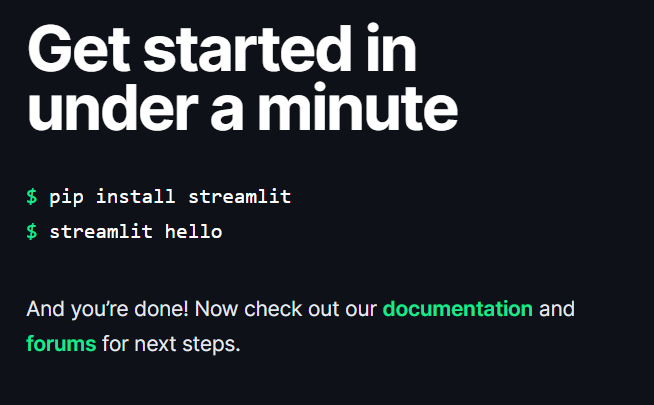 Get started in
under a minute
$ pip install streamlit
$ streamlit hello
And you’re done! Now check out our documentation and
forums for next steps.